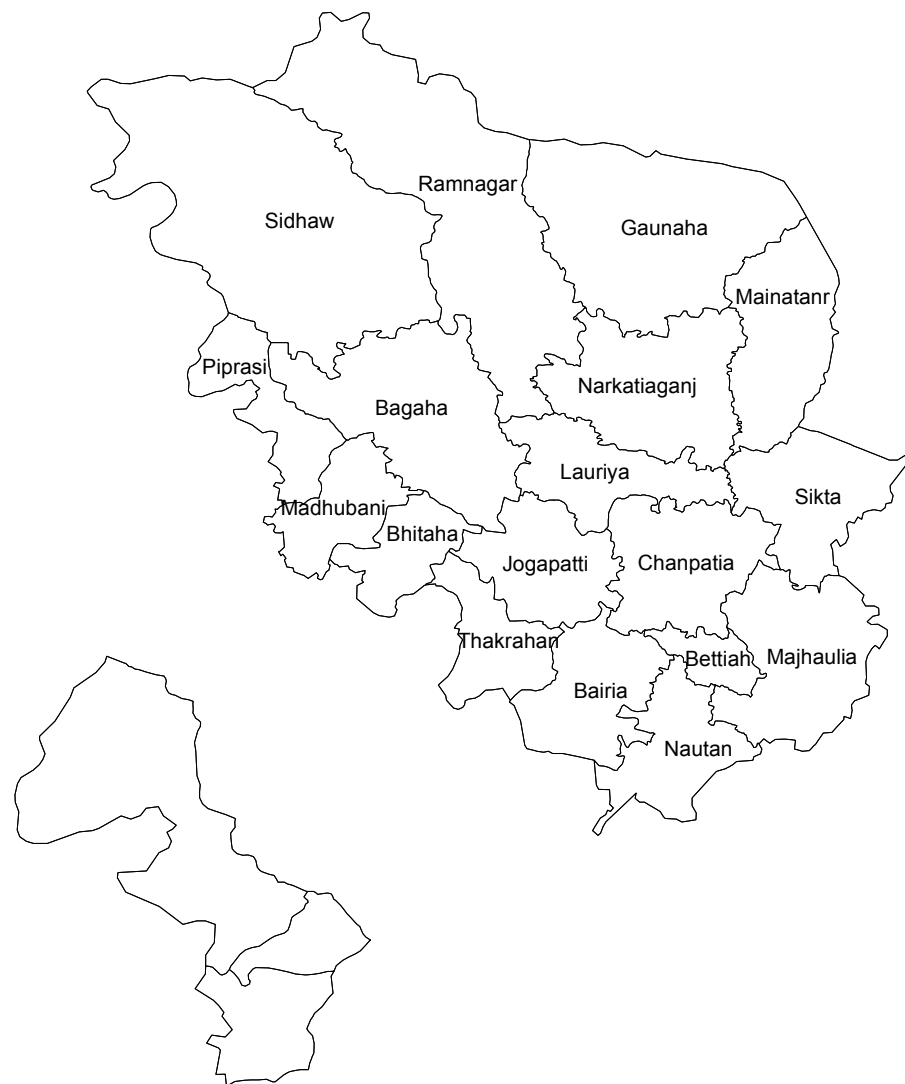 Ramnagar
Sidhaw
Gaunaha
Mainatanr
Piprasi
Narkatiaganj
Bagaha
Lauriya
Sikta
Madhubani
Bhitaha
Jogapatti
Chanpatia
Thakrahan
Bettiah
Majhaulia
Bairia
Nautan